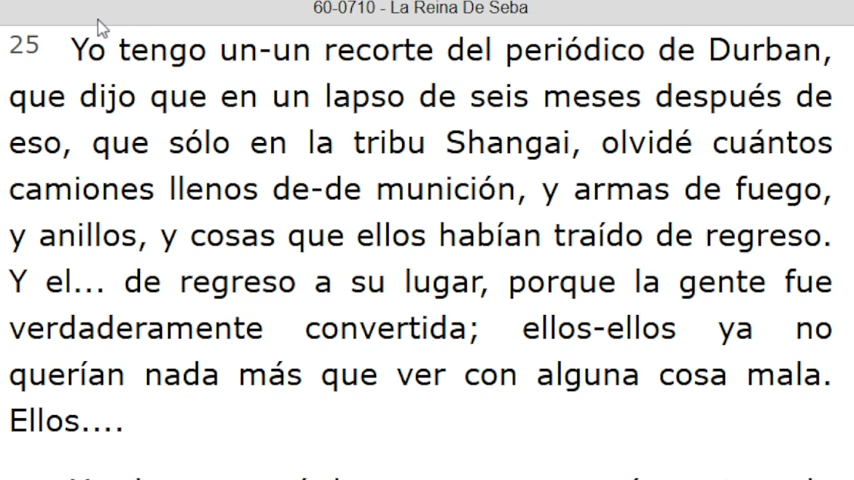 60-0710 - La Reina De Seba
25 Yo tengo un-un recorte del periódico de Durban,
que dijo que en un lapso de seis meses después de
eso, que sólo en la tribu Shangai, olvidé cuántos
camiones llenos de-de munición, y armas de fuego,
y anillos, y cosas que ellos habían traído de regreso.
Y el... de regreso a su lugar, porque la gente fue
verdaderamente convertida; ellos-ellos ya no
querían nada más que ver con alguna cosa mala.
Ellos....